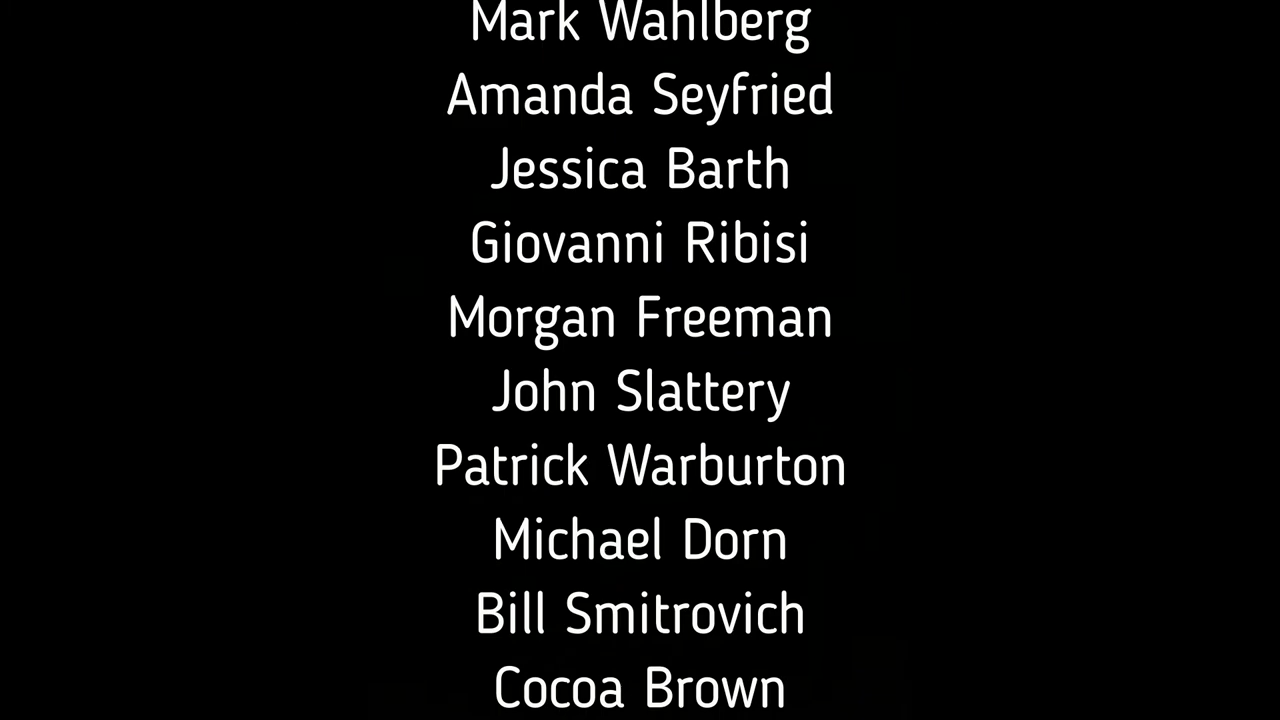 Mark Wahlberg
Amanda Seyfried
Jessica Barth
Giovanni Ribisi
Morgan Freeman
John Slattery
Patrick Warburton
Michael Dorn
Bill Smitrovich
Cocoa Brown